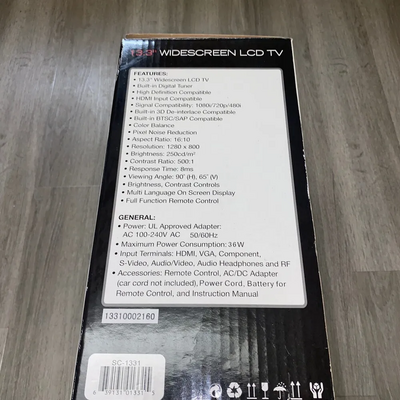 13.3" WIDESCREEN LCD TV
FEATURES:
• 13.3" Widescreen LCD TV
• Built-in Digital Tuner
• High Definition Compatible
• HDMI Input Compatible
• Signal Compatibility: 1080i/720p/480i
• Built-in 3D De-interlace Compatible
• Built-in BTSC/SAP Compatible
• Color Balance
• Pixel Noise Reduction
• Aspect Ratio: 16:10
• Resolution: 1280 x 800
• Brightness: 250cd/m²
• Contrast Ratio: 500:1
• Response Time: 8ms
• Viewing Angle: 90° (H), 65° (V)
• Brightness, Contrast Controls
• Multi Language On Screen Display
• Full Function Remote Control
GENERAL:
• Power: UL Approved Adapter:
AC 100-240V AC 50/60Hz
• Maximum Power Consumption: 36W
• Input Terminals: HDMI, VGA, Component,
S-Video, Audio/Video, Audio Headphones and RF
• Accessories: Remote Control, AC/DC Adapter
(car cord not included), Power Cord, Battery for
Remote Control, and Instruction Manual
13310002160
SC-1331
6 39131 01331 3